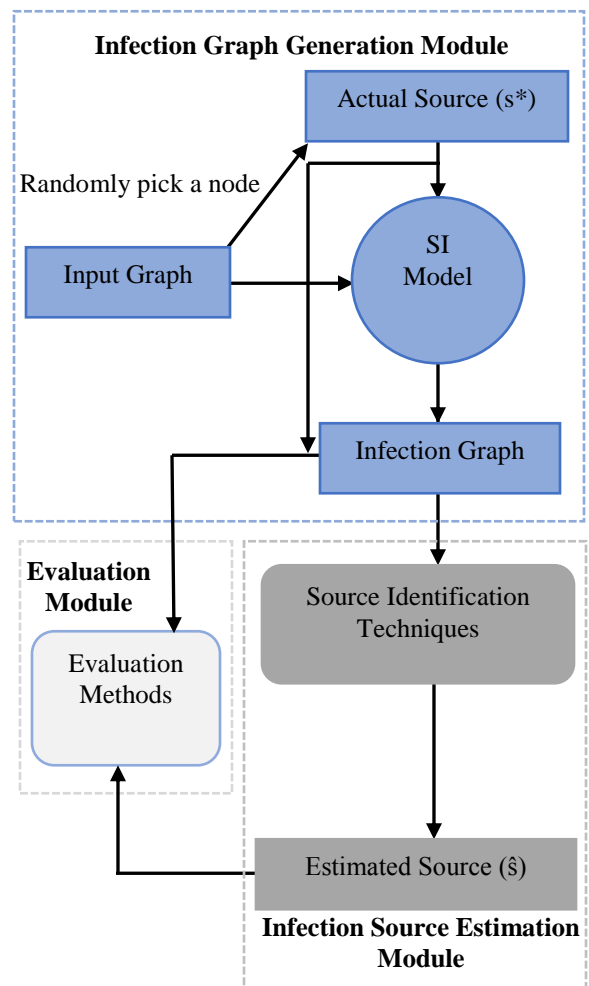 Infection Graph Generation Module
Actual Source (s*)
Randomly pick a node
Input Graph
SI
Model
Infection Graph
Evaluation
Module
Evaluation
Methods
Source Identification
Techniques
Estimated Source (ŝ)
Infection Source Estimation
Module